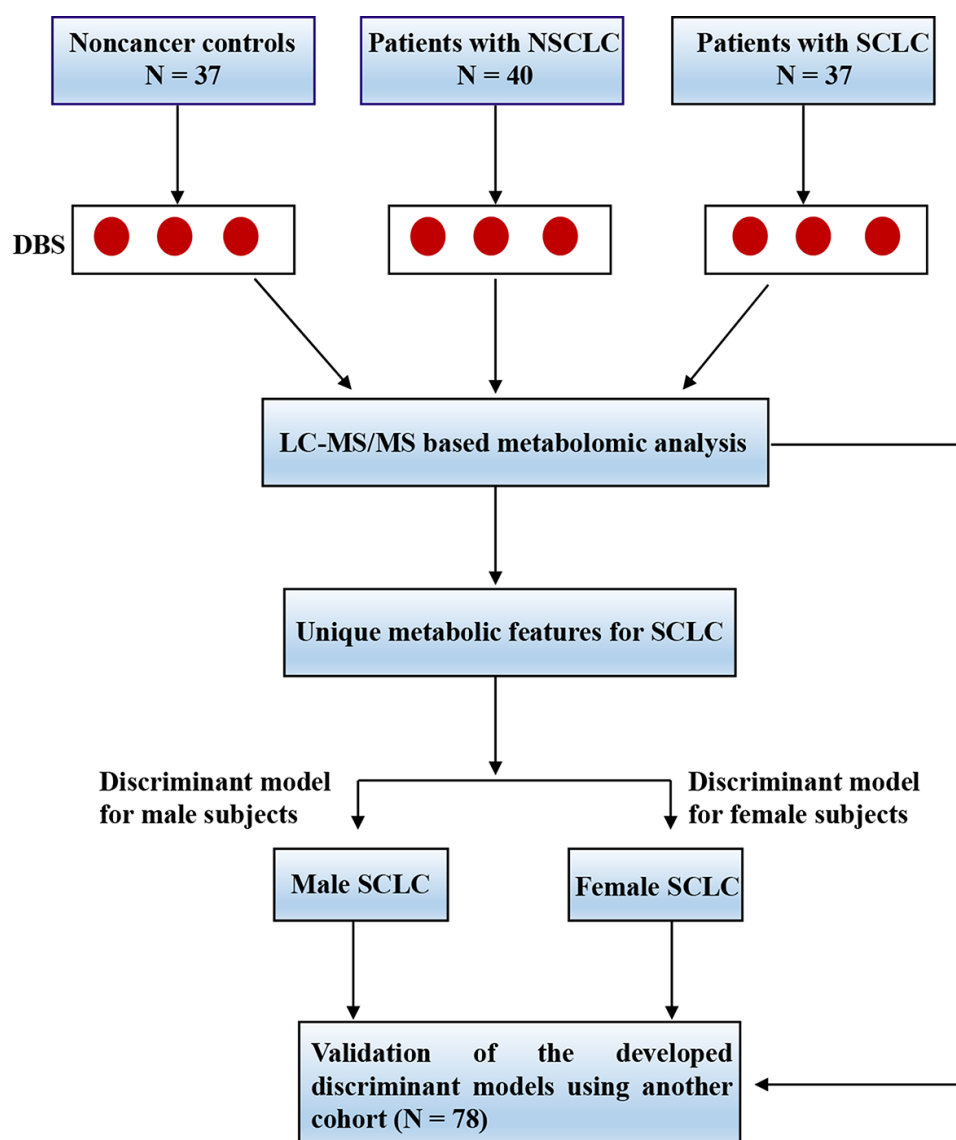 Noncancer controls
N = 37
Patients with NSCLC
N = 40
Patients with SCLC
N = 37
DBS
LC-MS/MS based metabolomic analysis
Unique metabolic features for SCLC
Discriminant model
for male subjects
Discriminant model
for female subjects
Male SCLC
Female SCLC
Validation of the developed
discriminant models using another
cohort (N = 78)